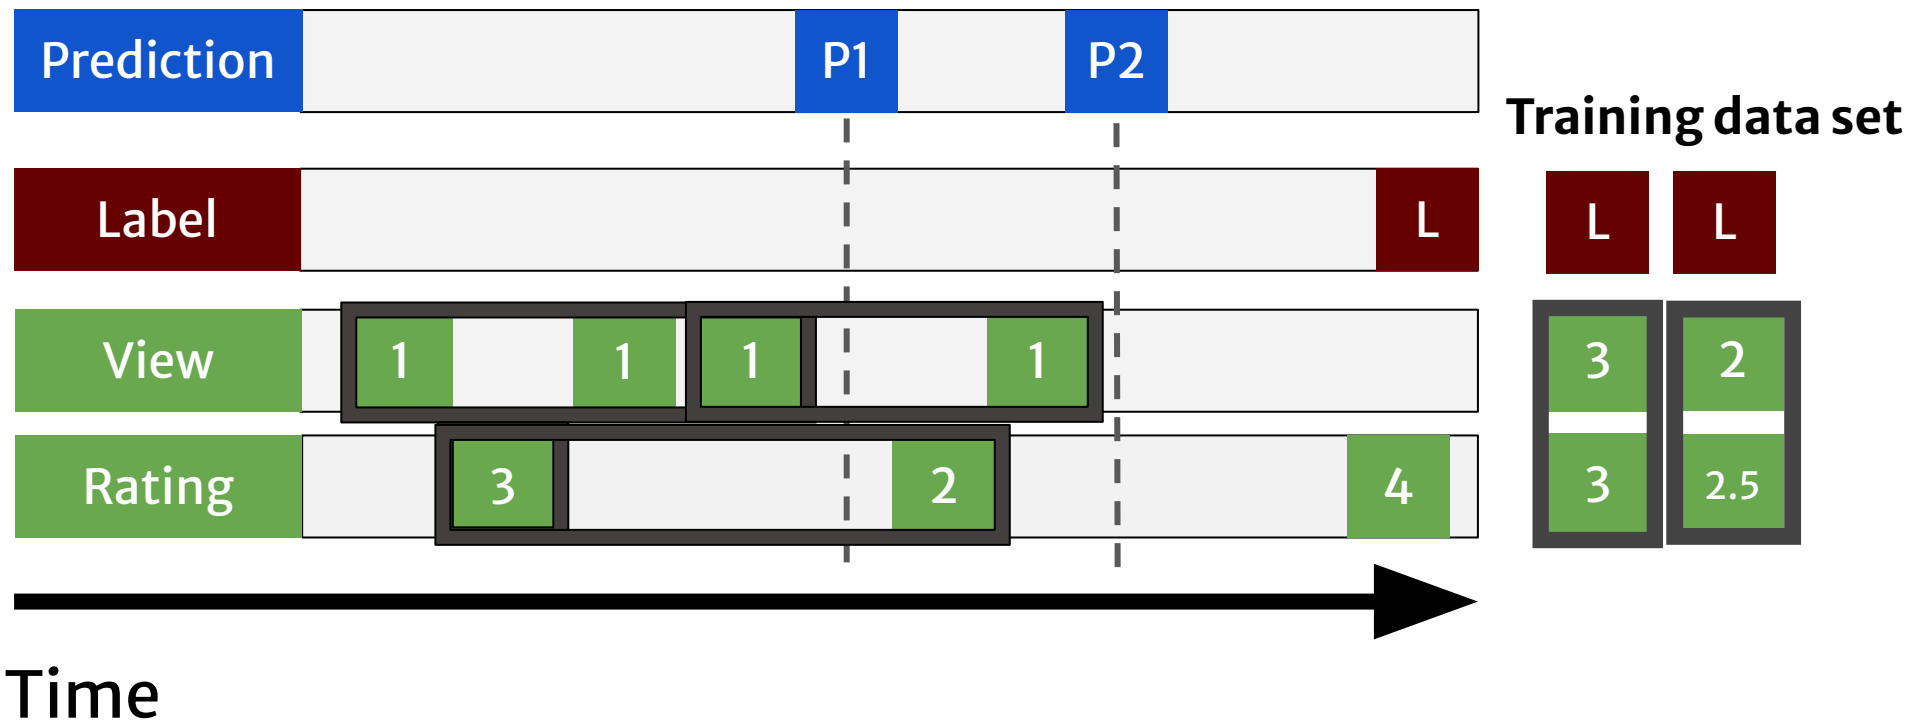 Prediction P1 P2
Training data set
Label L L L
View 1 1 1 1 3 2
Rating 3 2 4 3 2.5
Time